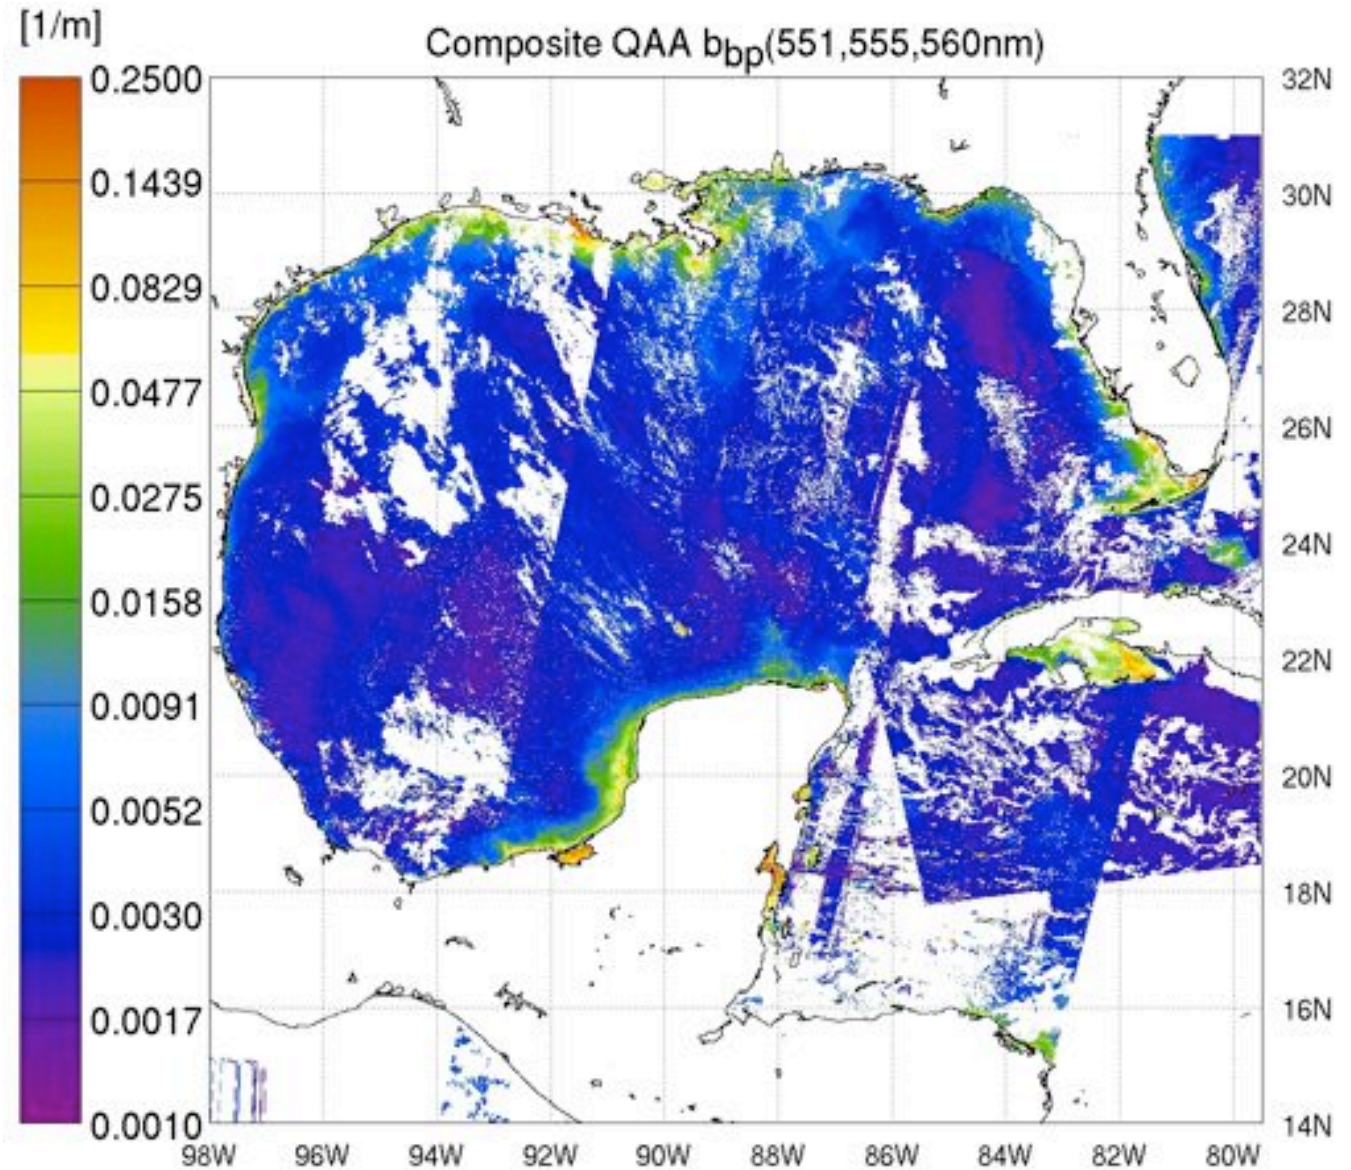 [1/m]
Composite QAA bbp(551,555,560nm)
0.2500
0.1439
0.0829
0.0477
0.0275
0.0158
0.0091
0.0052
0.0030
0.0017
0.0010
32N
30N
28N
26N
24N
22N
20N
18N
16N
14N
98W 96W 94W 92W 90W 88W 86W 84W 82W 80W